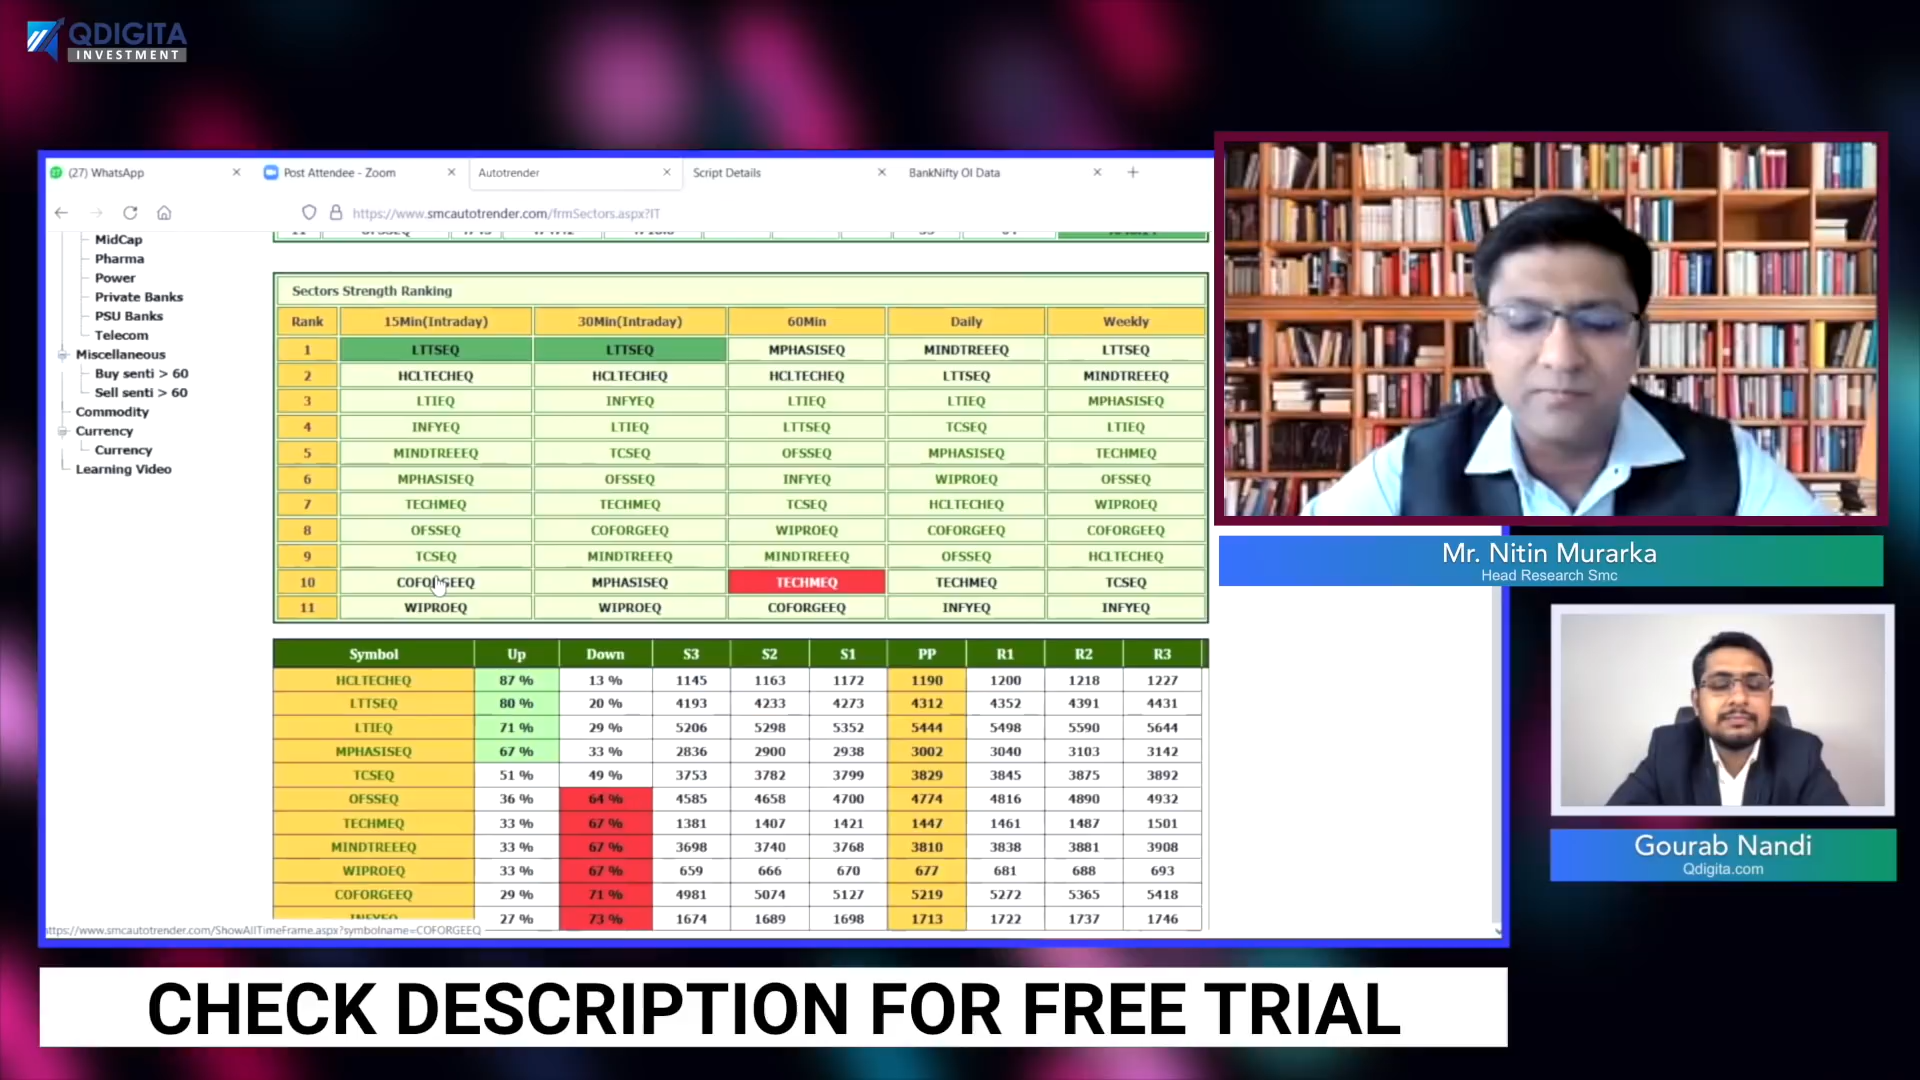 QDIGITA
INVESTMENT
(27) WhatsApp
Post Attendee - Zoom
Autotrender
Script Details
BankNifty OI Data
https://www.smcautotrender.com/frmSectors.aspx?IT
MidCap
Pharma
Power
Private Banks
PSU Banks
Telecom
Miscellaneous
Buy senti > 60
Sell senti > 60
Commodity
Currency
Currency
Learning Video
Sectors Strength Ranking
Rank 15Min(Intraday) 30Min(Intraday) 60Min Daily Weekly
1 LTTSEQ LTTSEQ MPHASISEQ MINDTREEEQ LTTSEQ
2 HCLTECHEQ HCLTECHEQ HCLTECHEQ LTTSEQ MINDTREEEQ
3 LTIEQ INFYEQ LTIEQ LTIEQ MPHASISEQ
4 INFYEQ LTIEQ LTTSEQ TCSEQ LTIEQ
5 MINDTREEEQ TCSEQ OFSSEQ MPHASISEQ TECHMEQ
6 MPHASISEQ OFSSEQ INFYEQ WIPROEQ OFSSEQ
7 TECHMEQ TECHMEQ TCSEQ HCLTECHEQ WIPROEQ
8 OFSSEQ COFORGEEQ WIPROEQ COFORGEEQ COFORGEEQ
9 TCSEQ MINDTREEEQ MINDTREEEQ OFSSEQ HCLTECHEQ
10 COFORGEEQ MPHASISEQ TECHMEQ TECHMEQ TCSEQ
11 WIPROEQ WIPROEQ COFORGEEQ INFYEQ INFYEQ
Symbol Up Down S3 S2 S1 PP R1 R2 R3
HCLTECHEQ 87 % 13 % 1145 1163 1172 1190 1200 1218 1227
LTTSEQ 80 % 20 % 4193 4233 4273 4312 4352 4391 4431
LTIEQ 71 % 29 % 5206 5298 5352 5444 5498 5590 5644
MPHASISEQ 67 % 33 % 2836 2900 2938 3002 3040 3103 3142
TCSEQ 51 % 49 % 3753 3782 3799 3829 3845 3875 3892
OFSSEQ 36 % 64 % 4585 4658 4700 4774 4816 4890 4932
TECHMEQ 33 % 67 % 1381 1407 1421 1447 1461 1487 1501
MINDTREEEQ 33 % 67 % 3698 3740 3768 3810 3838 3881 3908
WIPROEQ 33 % 67 % 659 666 670 677 681 688 693
COFORGEEQ 29 % 71 % 4981 5074 5127 5219 5272 5365 5418
INFYEQ 27 % 73 % 1674 1689 1698 1713 1722 1737 1746
https://www.smcautotrender.com/ShowAllTimeFrame.aspx?symbolname=COFORGEEQ
Mr. Nitin Murarka
Head Research Smc
Gourab Nandi
Qdigita.com
CHECK DESCRIPTION FOR FREE TRIAL